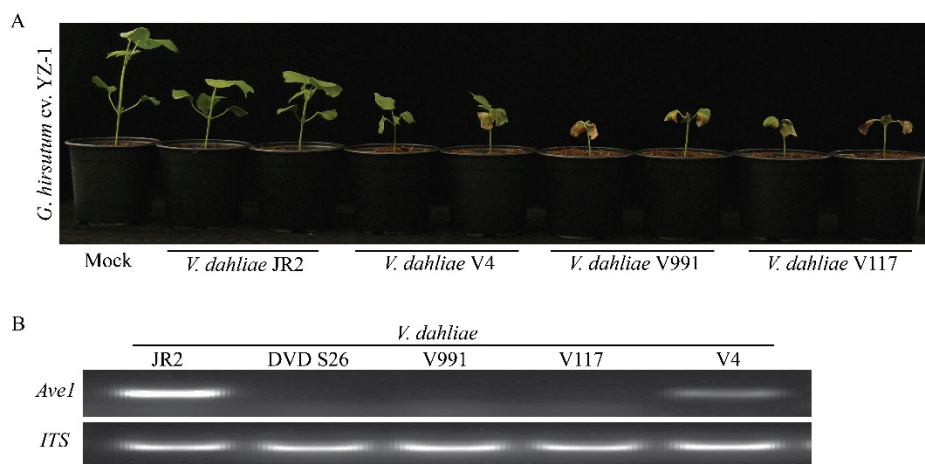 A
G. hirsutum cv. YZ-1
Mock
V. dahliae JR2
V. dahliae V4
V. dahliae V991
V. dahliae V117
B
V. dahliae
JR2 DVD S26 V991 V117 V4
Ave1
ITS